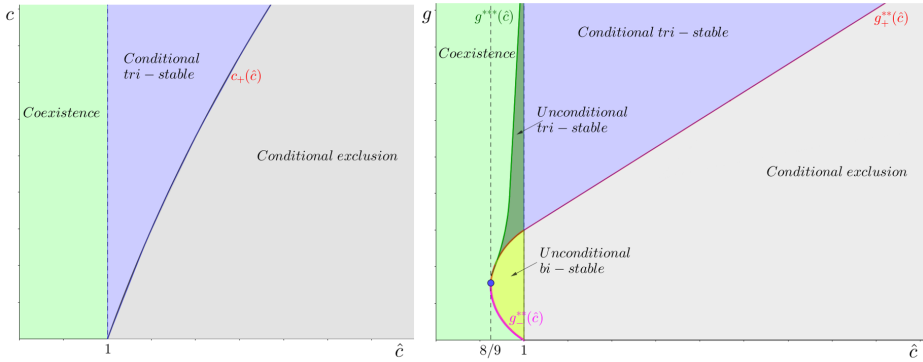 c
Conditional
tri − stable
c₊(ĉ)
Coexistence
Conditional exclusion
1
ĉ
g
g***(ĉ)
g**₊(ĉ)
Conditional tri − stable
Coexistence
Unconditional
tri − stable
Conditional exclusion
Unconditional
bi − stable
g**₋(ĉ)
8/9
1
ĉ